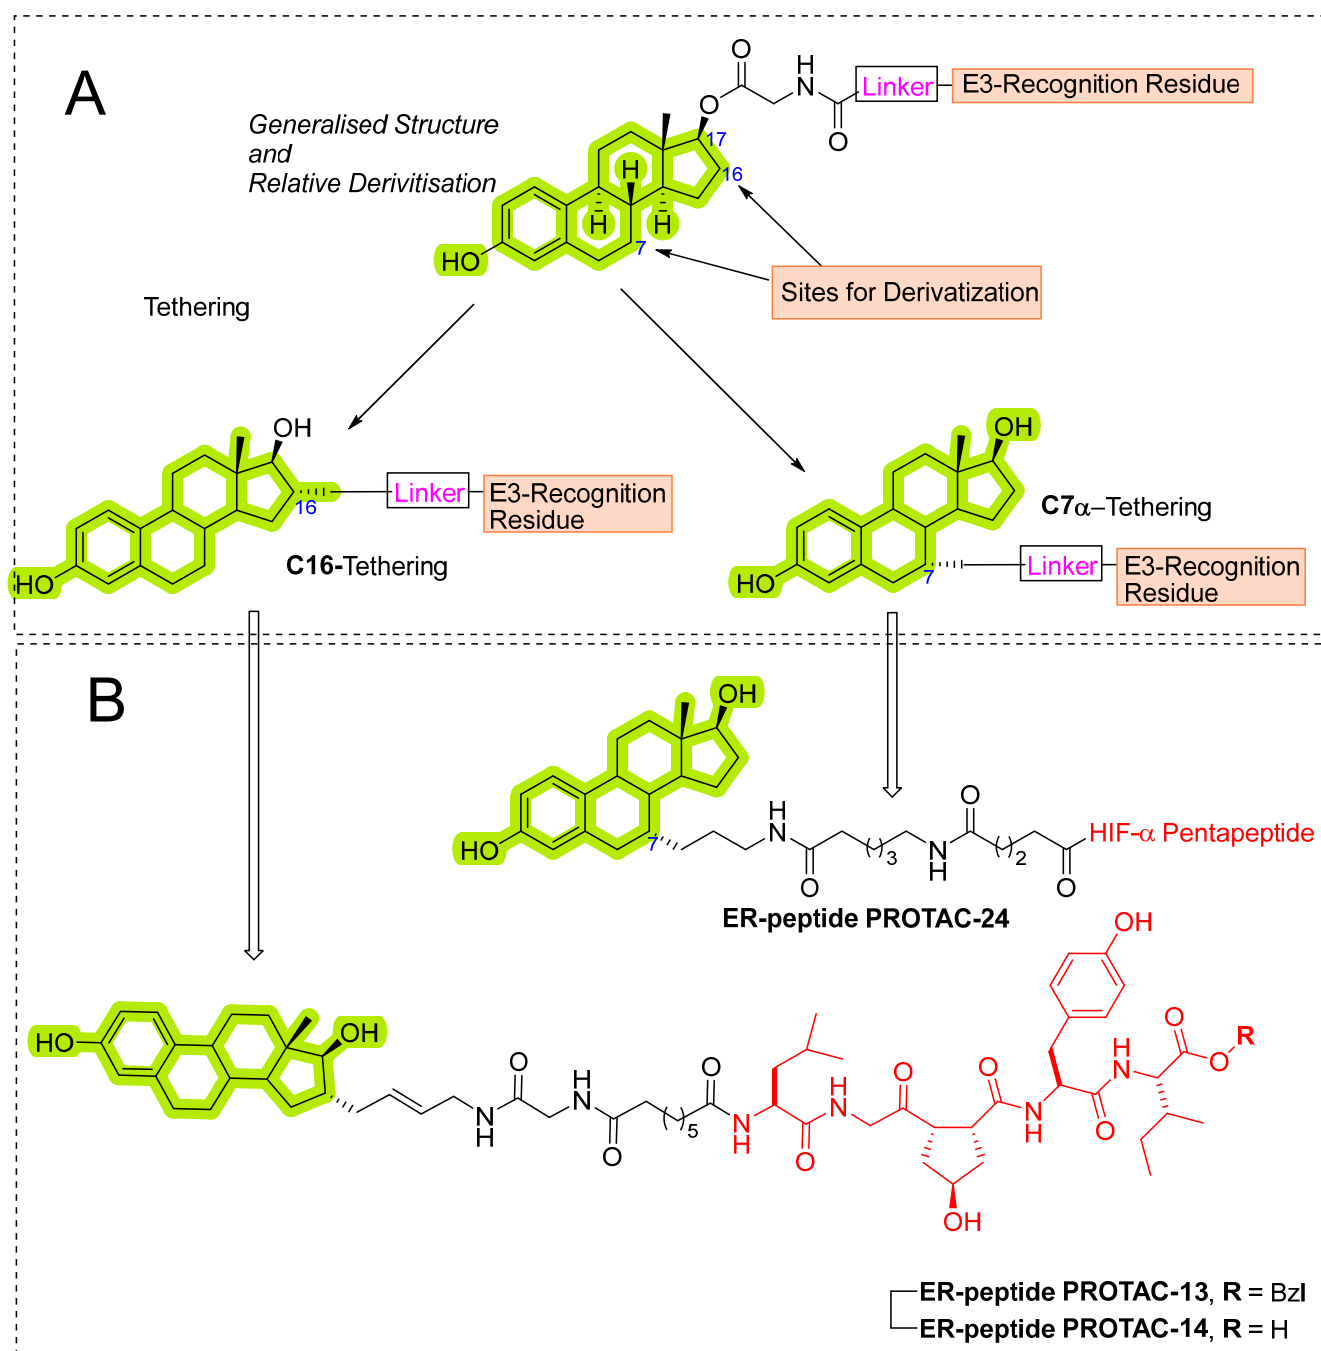 A
Generalised Structure
and
Relative Derivitisation
O
O
H
N
O
Linker
E3-Recognition Residue
17
16
H
H
H
7
HO
Sites for Derivatization
Tethering
OH
16
Linker
E3-Recognition
Residue
HO
C16-Tethering
OH
C7α–Tethering
7
Linker
E3-Recognition
Residue
HO
B
OH
HO
7
H
N
O
3
N
H
O
2
O
HIF-α Pentapeptide
ER-peptide PROTAC-24
HO
OH
N
H
O
H
N
O
5
O
N
H
O
H
N
O
OH
O
N
H
OH
O
H
N
O
O
R
ER-peptide PROTAC-13, R = Bzl
ER-peptide PROTAC-14, R = H